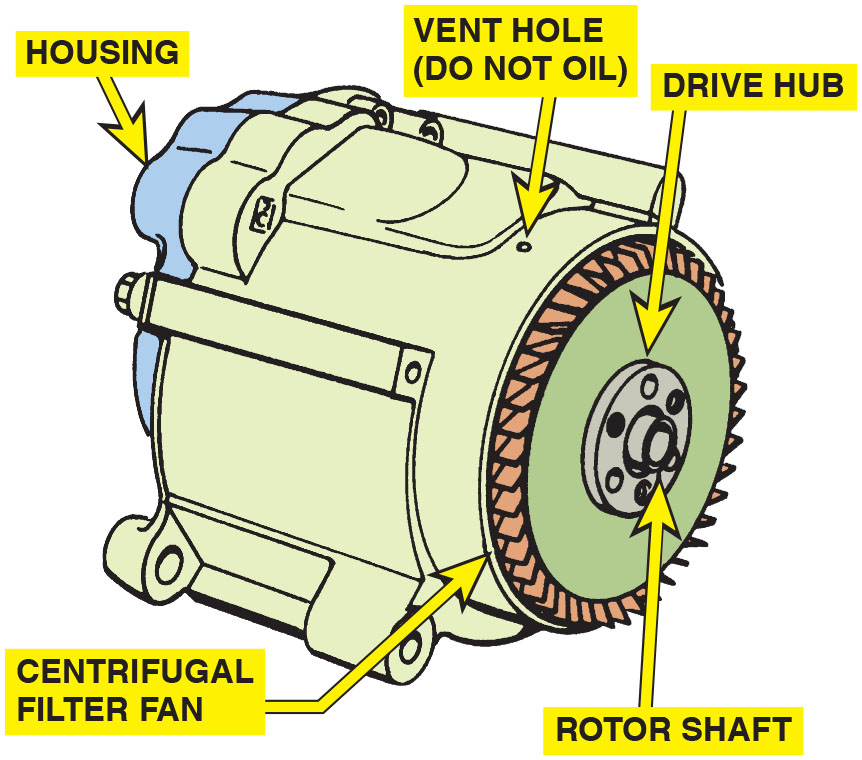 HOUSING
VENT HOLE
(DO NOT OIL)
DRIVE HUB
CENTRIFUGAL
FILTER FAN
ROTOR SHAFT